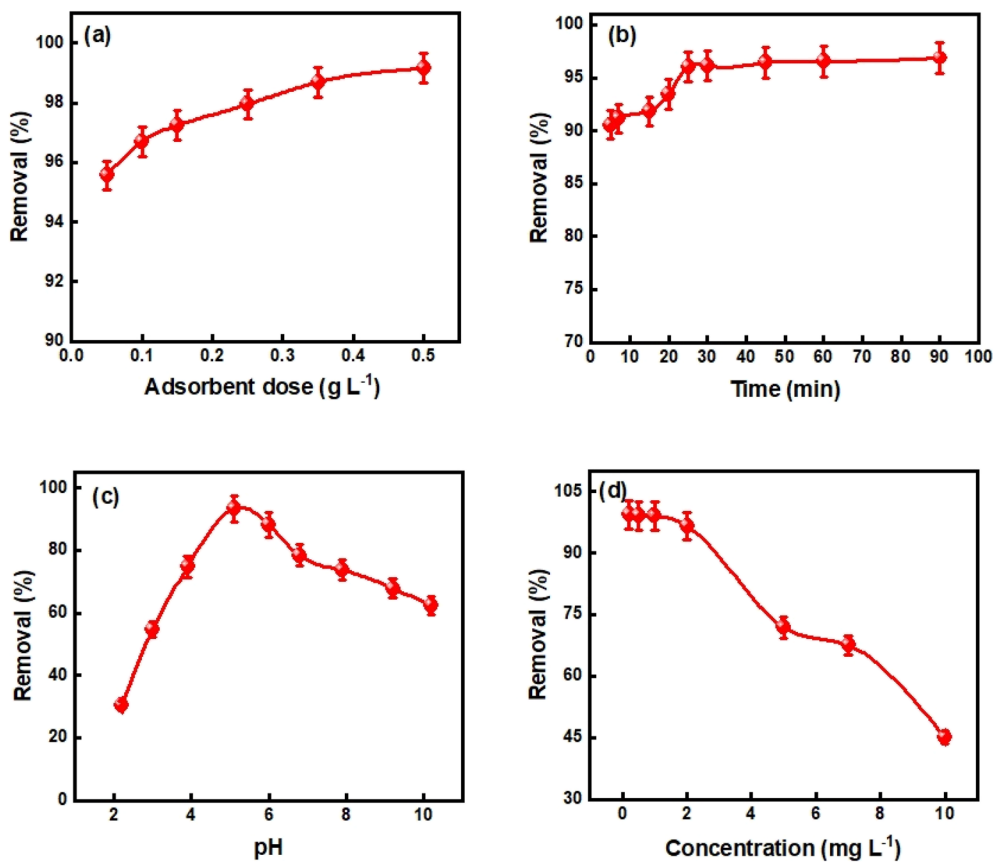 (a)
Removal (%)
100
98
96
94
92
90
0.0 0.1 0.2 0.3 0.4 0.5
Adsorbent dose (g L-1)
(b)
Removal (%)
100
95
90
85
80
75
70
0 10 20 30 40 50 60 70 80 90 100
Time (min)
(c)
Removal (%)
100
80
60
40
20
0
2 4 6 8 10
pH
(d)
Removal (%)
105
90
75
60
45
30
0 2 4 6 8 10
Concentration (mg L-1)